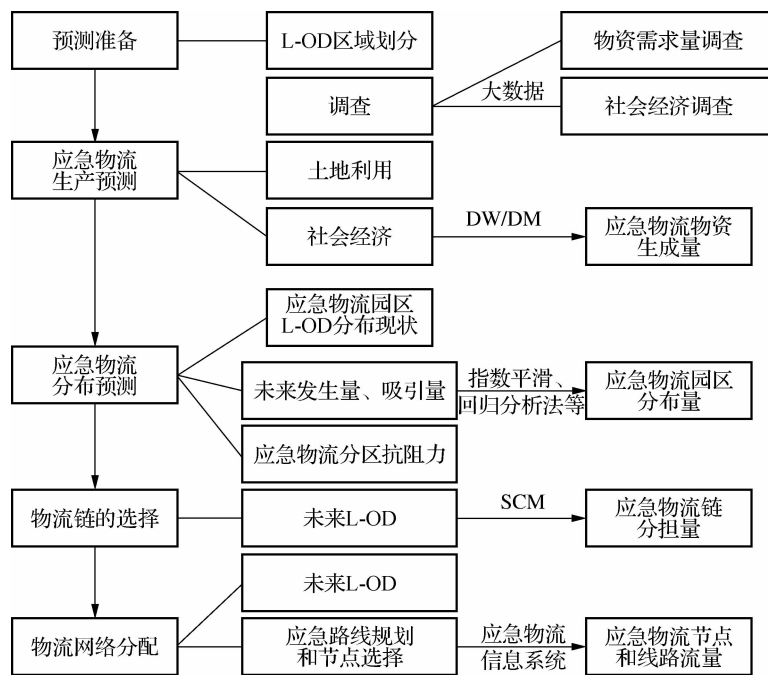 预测准备
L-OD区域划分
物资需求量调查
调查
大数据
社会经济调查
应急物流
生产预测
土地利用
社会经济
DW/DM
应急物流物资
生成量
应急物流园区
L-OD分布现状
应急物流
分布预测
未来发生量、吸引量
指数平滑、
回归分析法等
应急物流园区
分布量
应急物流分区抗阻力
物流链的选择
未来L-OD
SCM
应急物流链
分担量
未来L-OD
物流网络分配
应急路线规划
和节点选择
应急物流
信息系统
应急物流节点
和线路流量